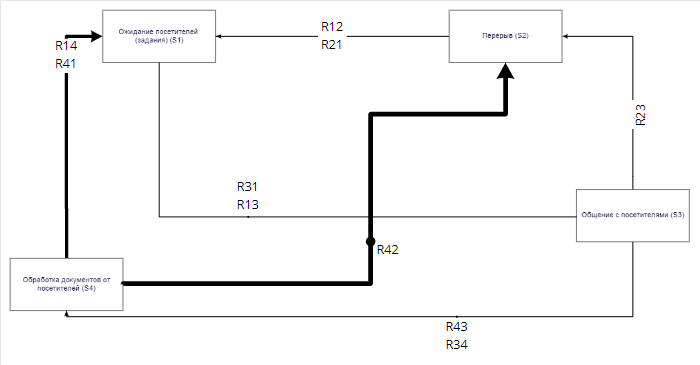 Ожидание посетителей
(задания) (S1)
R12
R21
Перерыв (S2)
R14
R41
R23
R31
R13
Общение с посетителями (S3)
R42
Обработка документов от
посетителей (S4)
R43
R34